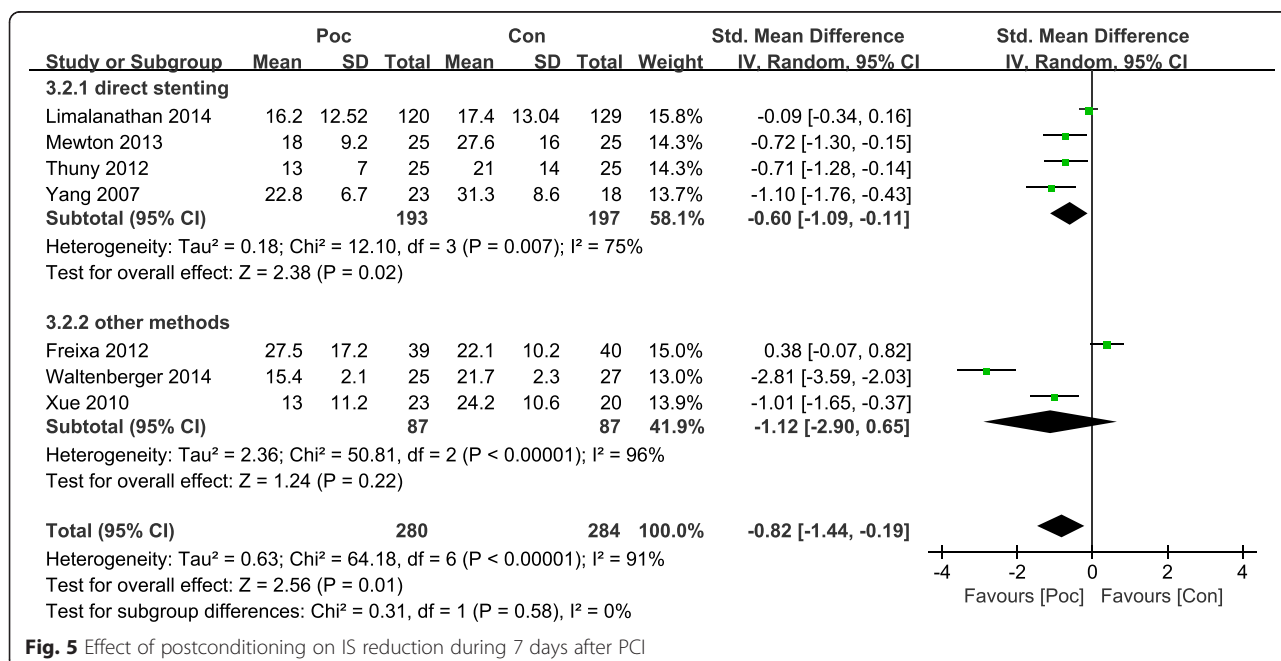 Poc Con Std. Mean Difference Std. Mean Difference
Study or Subgroup Mean SD Total Mean SD Total Weight IV, Random, 95% CI IV, Random, 95% CI
3.2.1 direct stenting
Limalanathan 2014 16.2 12.52 120 17.4 13.04 129 15.8% -0.09 [-0.34, 0.16]
Mewton 2013 18 9.2 25 27.6 16 25 14.3% -0.72 [-1.30, -0.15]
Thuny 2012 13 7 25 21 14 25 14.3% -0.71 [-1.28, -0.14]
Yang 2007 22.8 6.7 23 31.3 8.6 18 13.7% -1.10 [-1.76, -0.43]
Subtotal (95% CI) 193 197 58.1% -0.60 [-1.09, -0.11]
Heterogeneity: Tau² = 0.18; Chi² = 12.10, df = 3 (P = 0.007); I² = 75%
Test for overall effect: Z = 2.38 (P = 0.02)
3.2.2 other methods
Freixa 2012 27.5 17.2 39 22.1 10.2 40 15.0% 0.38 [-0.07, 0.82]
Waltenberger 2014 15.4 2.1 25 21.7 2.3 27 13.0% -2.81 [-3.59, -2.03]
Xue 2010 13 11.2 23 24.2 10.6 20 13.9% -1.01 [-1.65, -0.37]
Subtotal (95% CI) 87 87 41.9% -1.12 [-2.90, 0.65]
Heterogeneity: Tau² = 2.36; Chi² = 50.81, df = 2 (P < 0.00001); I² = 96%
Test for overall effect: Z = 1.24 (P = 0.22)
Total (95% CI) 280 284 100.0% -0.82 [-1.44, -0.19]
Heterogeneity: Tau² = 0.63; Chi² = 64.18, df = 6 (P < 0.00001); I² = 91%
Test for overall effect: Z = 2.56 (P = 0.01)
Test for subgroup differences: Chi² = 0.31, df = 1 (P = 0.58), I² = 0%
-4 -2 0 2 4
Favours [Poc] Favours [Con]
Fig. 5 Effect of postconditioning on IS reduction during 7 days after PCI